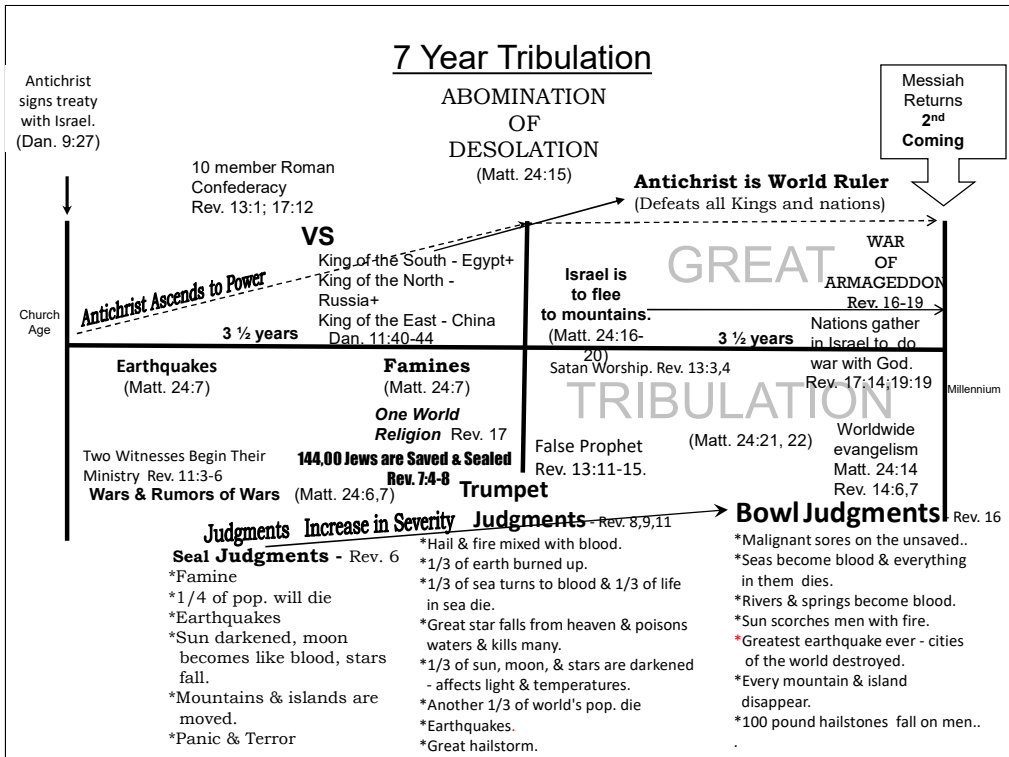 7 Year Tribulation
Antichrist
signs treaty
with Israel.
(Dan. 9:27)
ABOMINATION
OF
DESOLATION
(Matt. 24:15)
Messiah
Returns
2nd
Coming
10 member Roman
Confederacy
Rev. 13:1; 17:12
VS
King of the South - Egypt+
King of the North -
Russia+
King of the East - China
Dan. 11:40-44
Antichrist is World Ruler
(Defeats all Kings and nations)
Antichrist Ascends to Power
Church
Age
3 ½ years
Israel is
to flee
to mountains.
(Matt. 24:16-
20)
GREAT
3 ½ years
WAR
OF
ARMAGEDDON
Rev. 16-19
Nations gather
in Israel to do
war with God.
Rev. 17:14;19:19
Millennium
Earthquakes
(Matt. 24:7)
Famines
(Matt. 24:7)
One World
Religion Rev. 17
Satan Worship. Rev. 13:3,4
TRIBULATION
(Matt. 24:21, 22)
False Prophet
Rev. 13:11-15.
Worldwide
evangelism
Matt. 24:14
Rev. 14:6,7
Two Witnesses Begin Their
Ministry Rev. 11:3-6
144,00 Jews are Saved & Sealed
Rev. 7:4-8
Wars & Rumors of Wars (Matt. 24:6,7)
Judgments Increase in Severity
Seal Judgments - Rev. 6
*Famine
*1/4 of pop. will die
*Earthquakes
*Sun darkened, moon
becomes like blood, stars
fall.
*Mountains & islands are
moved.
*Panic & Terror
Trumpet
Judgments - Rev. 8,9,11
*Hail & fire mixed with blood.
*1/3 of earth burned up.
*1/3 of sea turns to blood & 1/3 of life
in sea die.
*Great star falls from heaven & poisons
waters & kills many.
*1/3 of sun, moon, & stars are darkened
- affects light & temperatures.
*Another 1/3 of world's pop. die
*Earthquakes.
*Great hailstorm.
Bowl Judgments - Rev. 16
*Malignant sores on the unsaved..
*Seas become blood & everything
in them dies.
*Rivers & springs become blood.
*Sun scorches men with fire.
*Greatest earthquake ever - cities
of the world destroyed.
*Every mountain & island
disappear.
*100 pound hailstones fall on men..
.